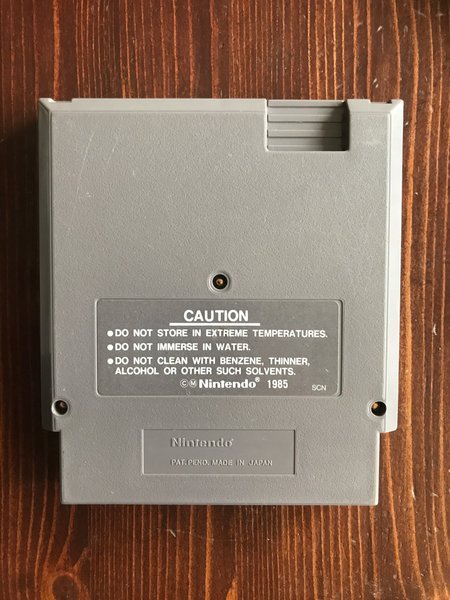 CAUTION
●DO NOT STORE IN EXTREME TEMPERATURES.
●DO NOT IMMERSE IN WATER.
●DO NOT CLEAN WITH BENZENE, THINNER,
ALCOHOL OR OTHER SUCH SOLVENTS.
ⒸⓂNintendo® 1985 SCN
Nintendo®
PAT. PEND. MADE IN JAPAN